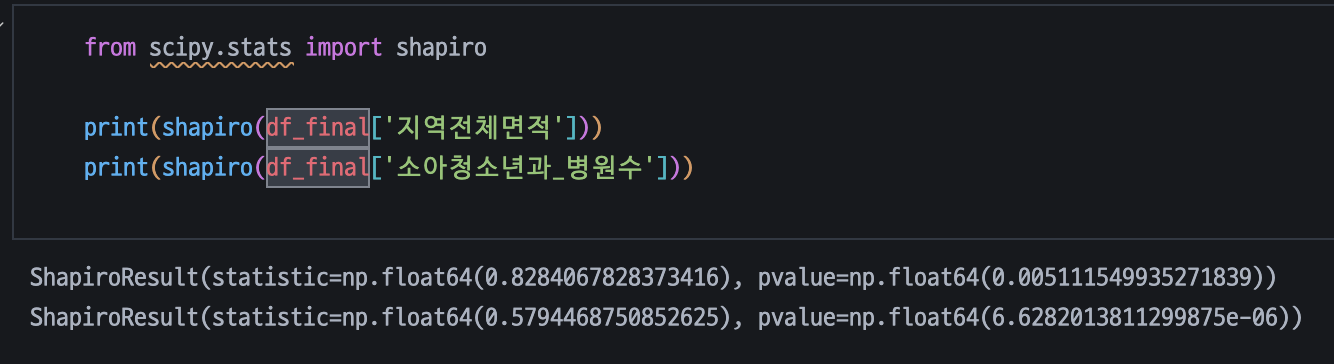 from scipy.stats import shapiro
print(shapiro(df_final['지역전체면적']))
print(shapiro(df_final['소아청소년과_병원수']))
ShapiroResult(statistic=np.float64(0.8284067828373416), pvalue=np.float64(0.005111549935271839))
ShapiroResult(statistic=np.float64(0.5794468750852625), pvalue=np.float64(6.6282013811299875e-06))